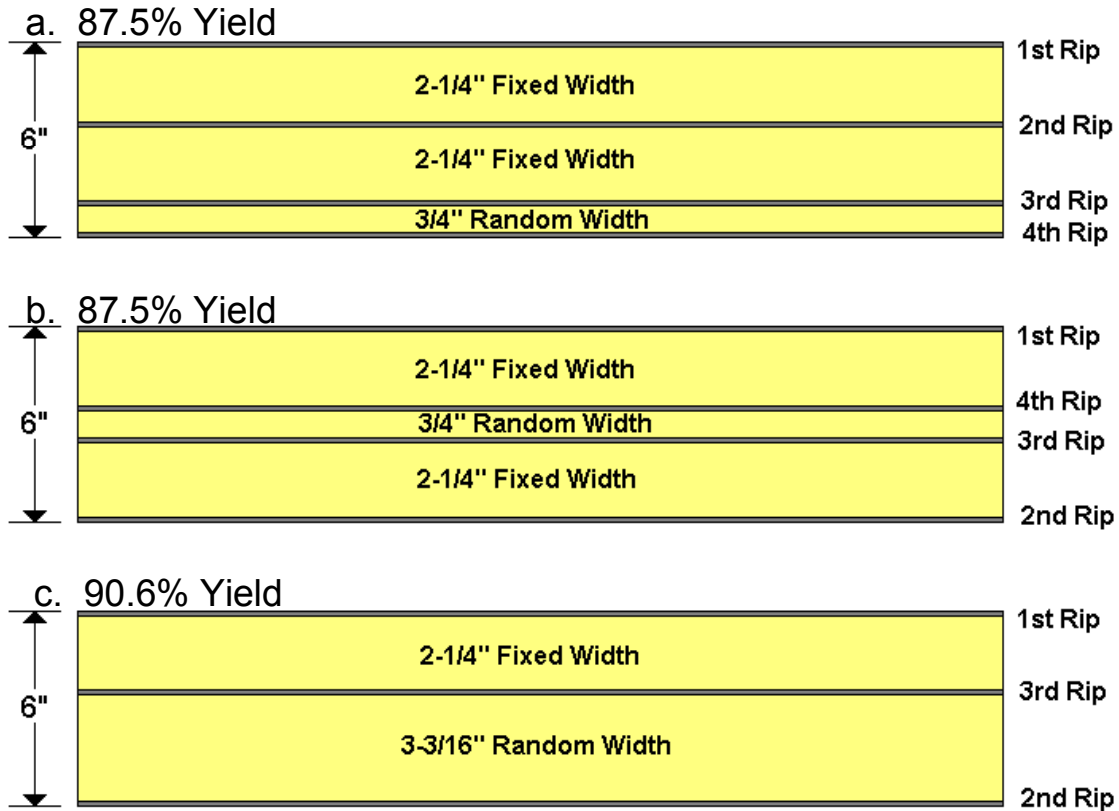 a. 87.5% Yield
1st Rip
2-1/4" Fixed Width
2nd Rip
6"
2-1/4" Fixed Width
3rd Rip
3/4" Random Width
4th Rip
b. 87.5% Yield
1st Rip
2-1/4" Fixed Width
4th Rip
6"
3/4" Random Width
3rd Rip
2-1/4" Fixed Width
2nd Rip
c. 90.6% Yield
1st Rip
2-1/4" Fixed Width
3rd Rip
6"
3-3/16" Random Width
2nd Rip